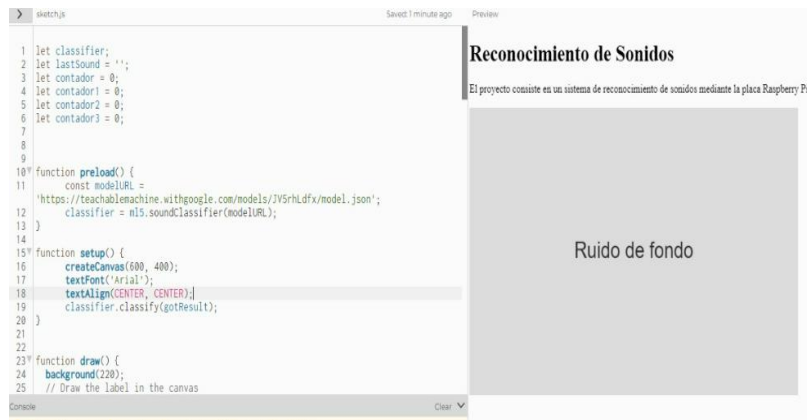 sketch.js
Saved: 1 minute ago
Preview
1 let classifier;
2 let lastSound = '';
3 let contador = 0;
4 let contador1 = 0;
5 let contador2 = 0;
6 let contador3 = 0;
7
8
9
10 function preload() {
11 const modelURL =
'https://teachablemachine.withgoogle.com/models/JV5rhLdfx/model.json';
12 classifier = ml5.soundClassifier(modelURL);
13 }
14
15 function setup() {
16 createCanvas(600, 400);
17 textFont('Arial');
18 textAlign(CENTER, CENTER);
19 classifier.classify(gotResult);
20 }
21
22
23 function draw() {
24 background(220);
25 // Draw the label in the canvas
Console
Clear
Reconocimiento de Sonidos
El proyecto consiste en un sistema de reconocimiento de sonidos mediante la placa Raspberry P
Ruido de fondo